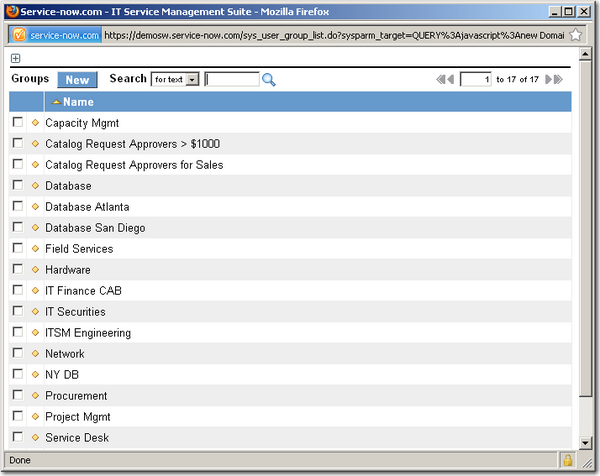 Service-now.com - IT Service Management Suite - Mozilla Firefox
service-now.com https://demosw.service-now.com/sys_user_group_list.do?sysparm_target=QUERY%3Ajavascript%3Anew Domai
Groups New Search for text 1 to 17 of 17
Name
Capacity Mgmt
Catalog Request Approvers > $1000
Catalog Request Approvers for Sales
Database
Database Atlanta
Database San Diego
Field Services
Hardware
IT Finance CAB
IT Securities
ITSM Engineering
Network
NY DB
Procurement
Project Mgmt
Service Desk
Done